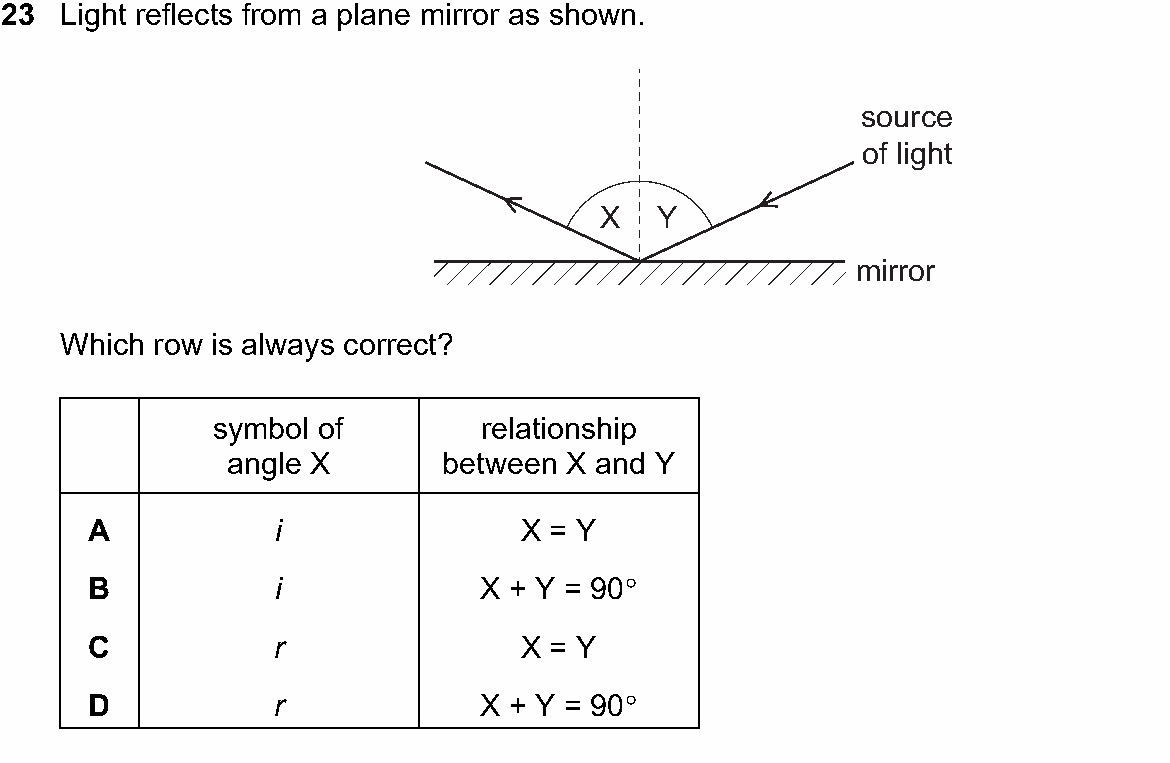 23 Light reflects from a plane mirror as shown.
source
of light
X Y
mirror
Which row is always correct?
symbol of angle X relationship between X and Y
A i X = Y
B i X + Y = 90°
C r X = Y
D r X + Y = 90°